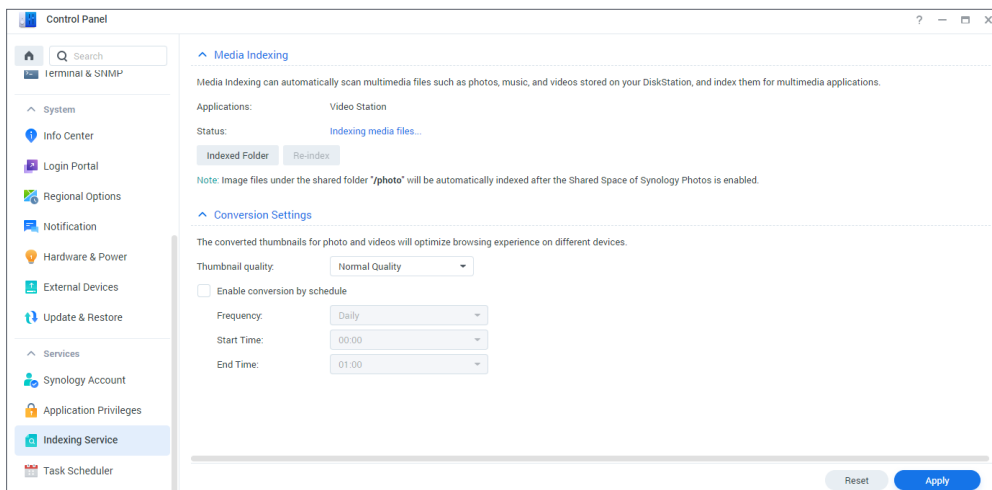 Control Panel
?
Search
Terminal & SNMP
System
Info Center
Login Portal
Regional Options
Notification
Hardware & Power
External Devices
Update & Restore
Services
Synology Account
Application Privileges
Indexing Service
Task Scheduler
Media Indexing
Media Indexing can automatically scan multimedia files such as photos, music, and videos stored on your DiskStation, and index them for multimedia applications.
Applications: Video Station
Status: Indexing media files...
Indexed Folder Re-index
Note: Image files under the shared folder "/photo" will be automatically indexed after the Shared Space of Synology Photos is enabled.
Conversion Settings
The converted thumbnails for photo and videos will optimize browsing experience on different devices.
Thumbnail quality: Normal Quality
Enable conversion by schedule
Frequency: Daily
Start Time: 00:00
End Time: 01:00
Reset Apply